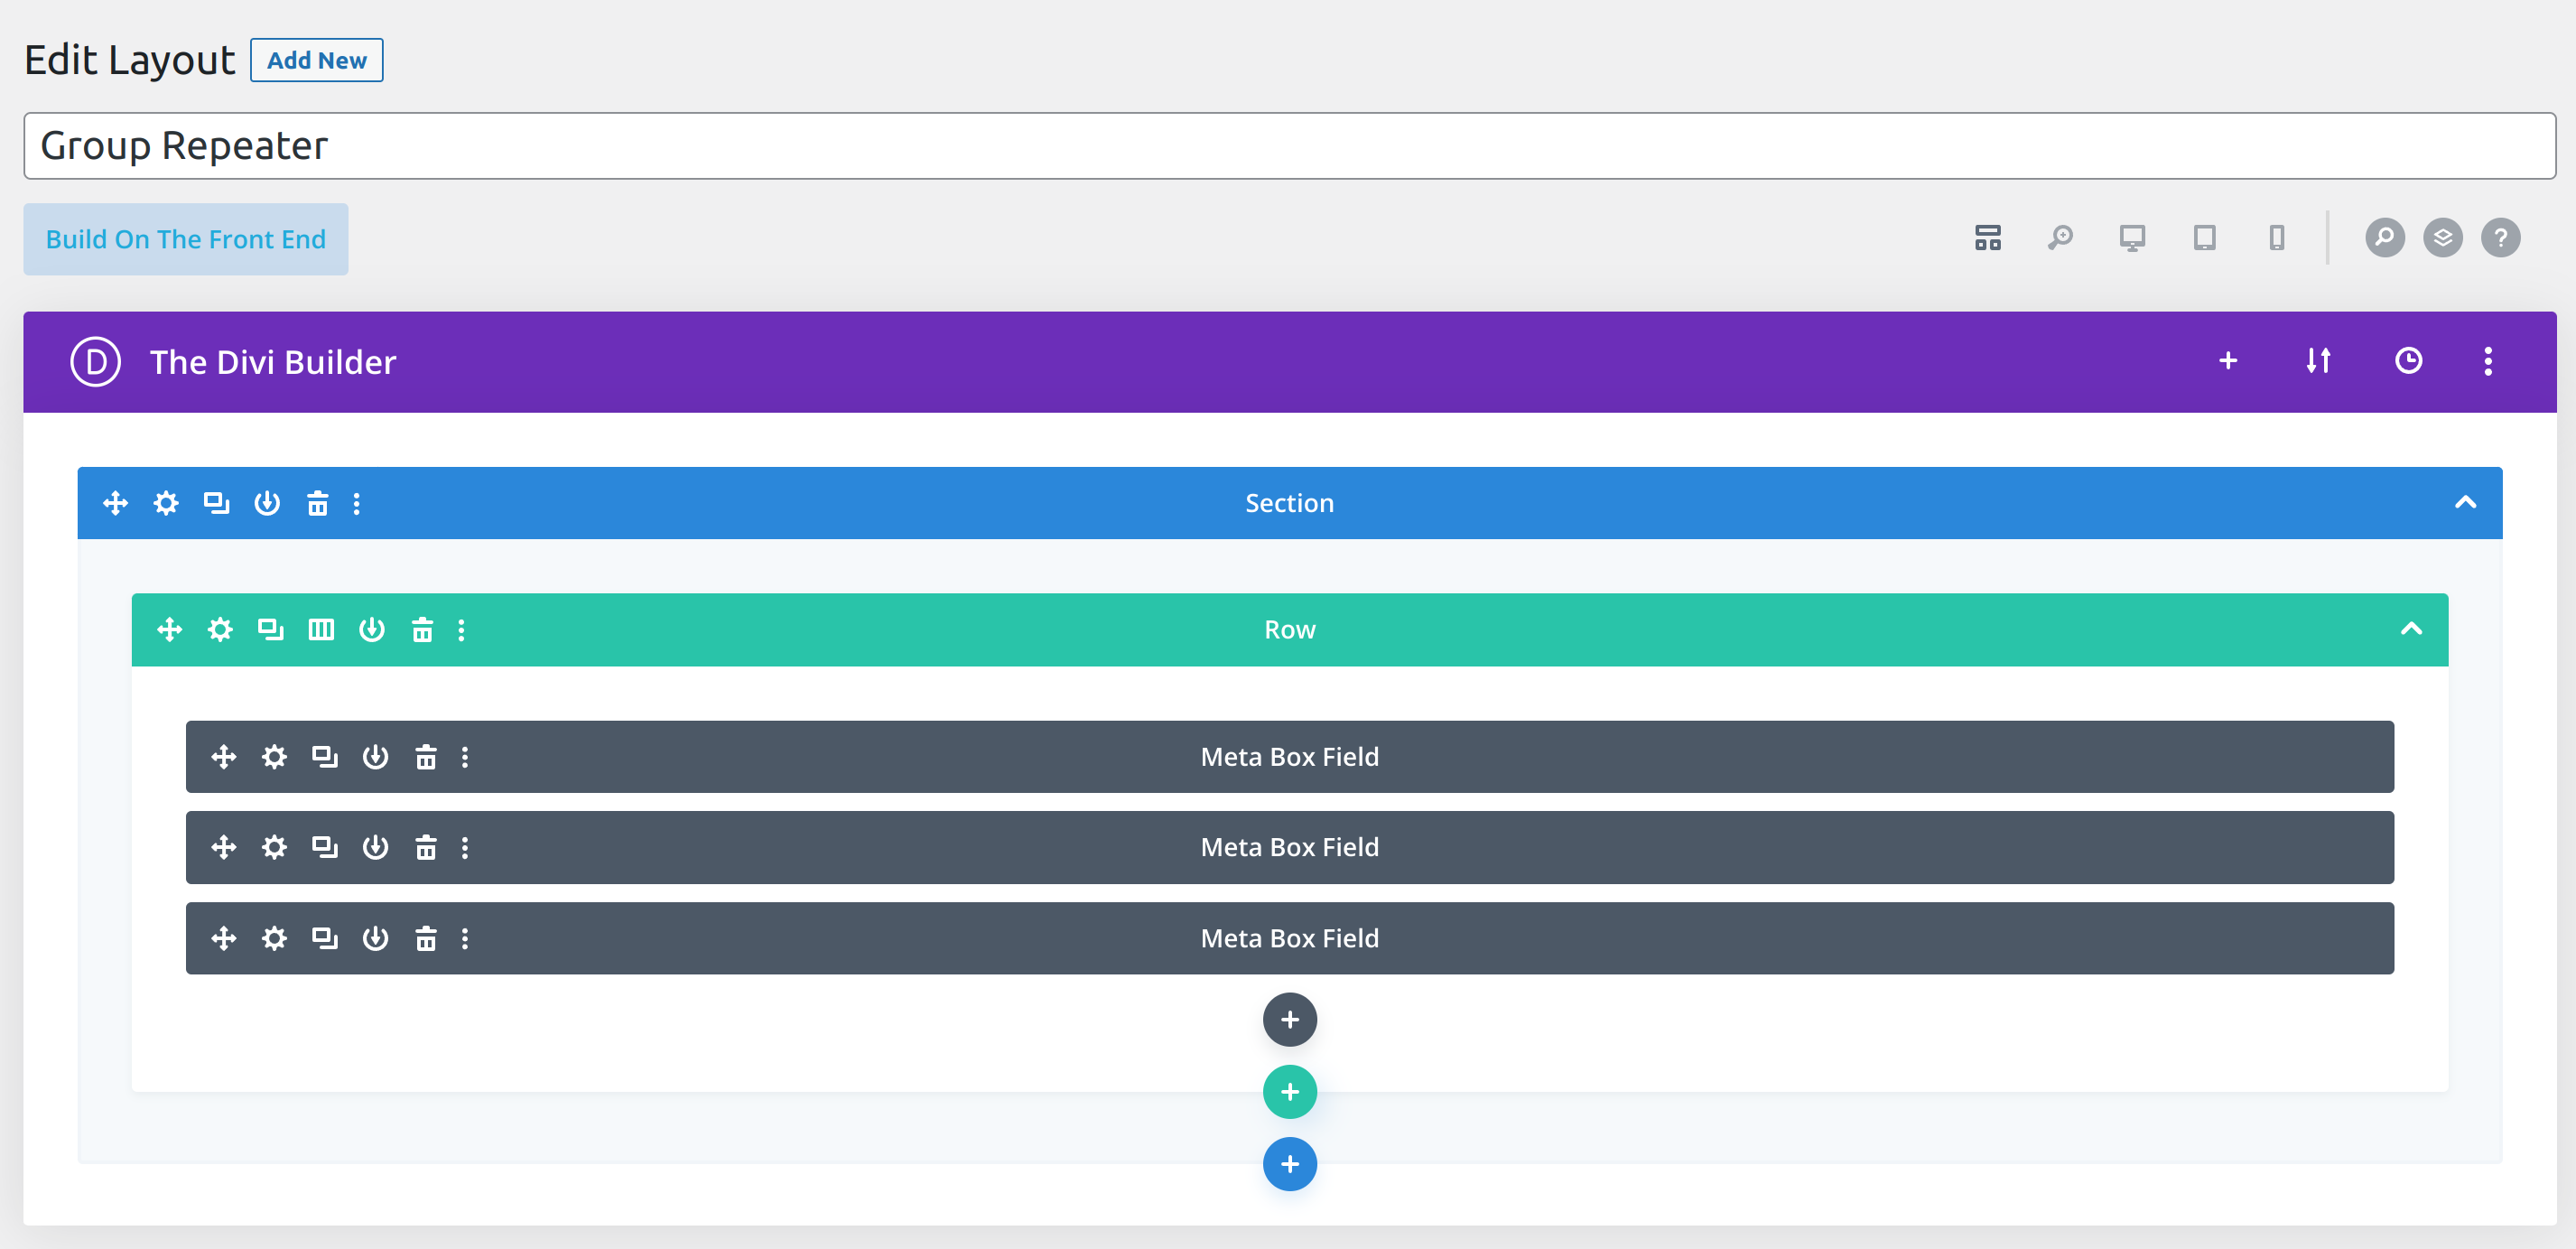 Edit Layout Add New
Group Repeater
Build On The Front End
?
D The Divi Builder
Section
Row
Meta Box Field
Meta Box Field
Meta Box Field